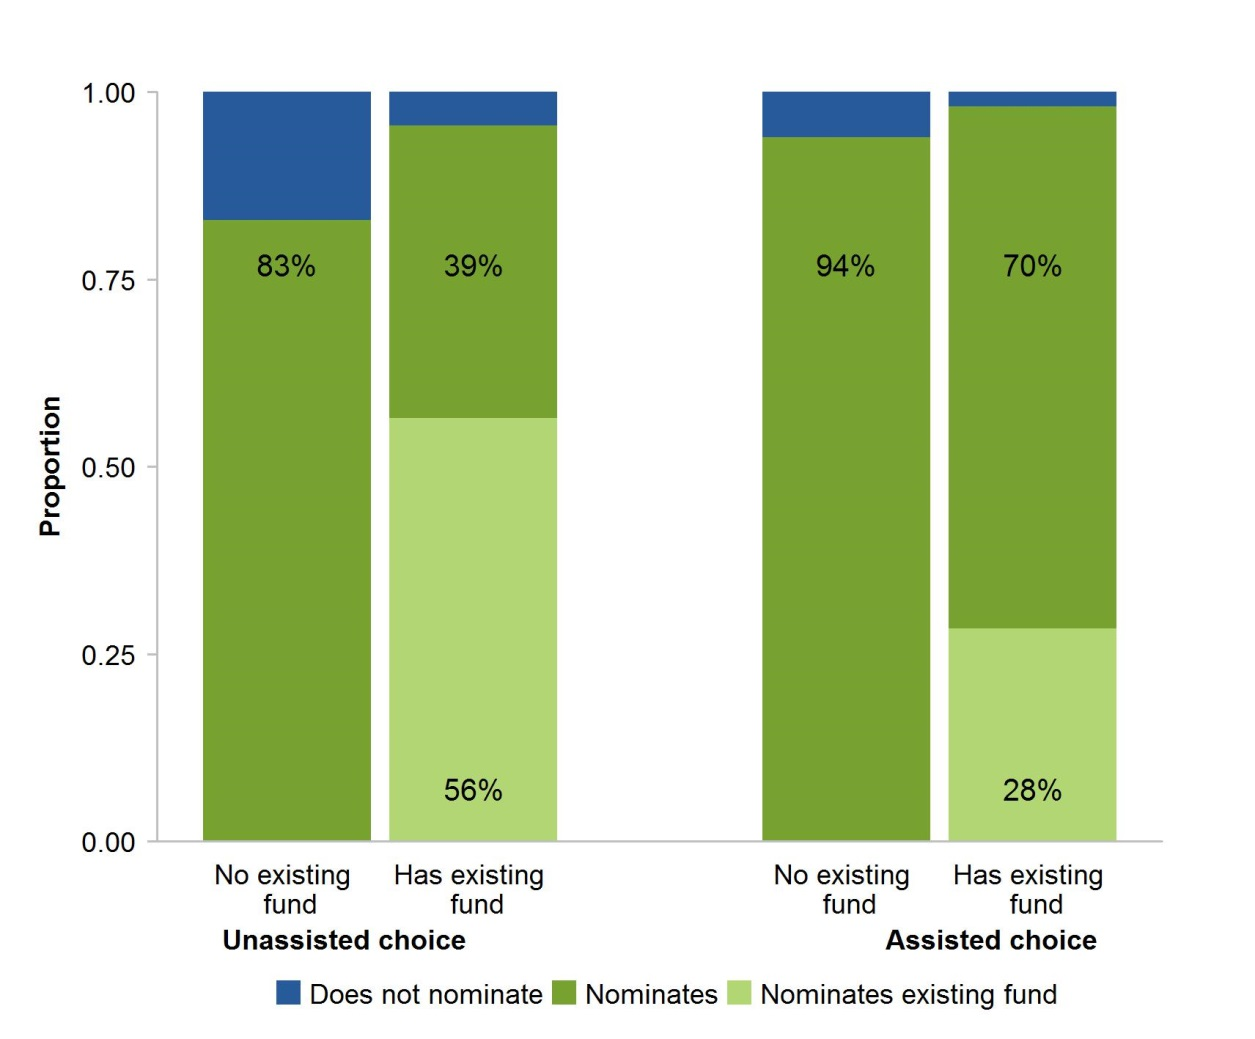 1.00
0.75
0.50
0.25
0.00
Proportion
83%
39%
94%
70%
56%
28%
No existing
fund
Has existing
fund
No existing
fund
Has existing
fund
Unassisted choice
Assisted choice
Does not nominate
Nominates
Nominates existing fund